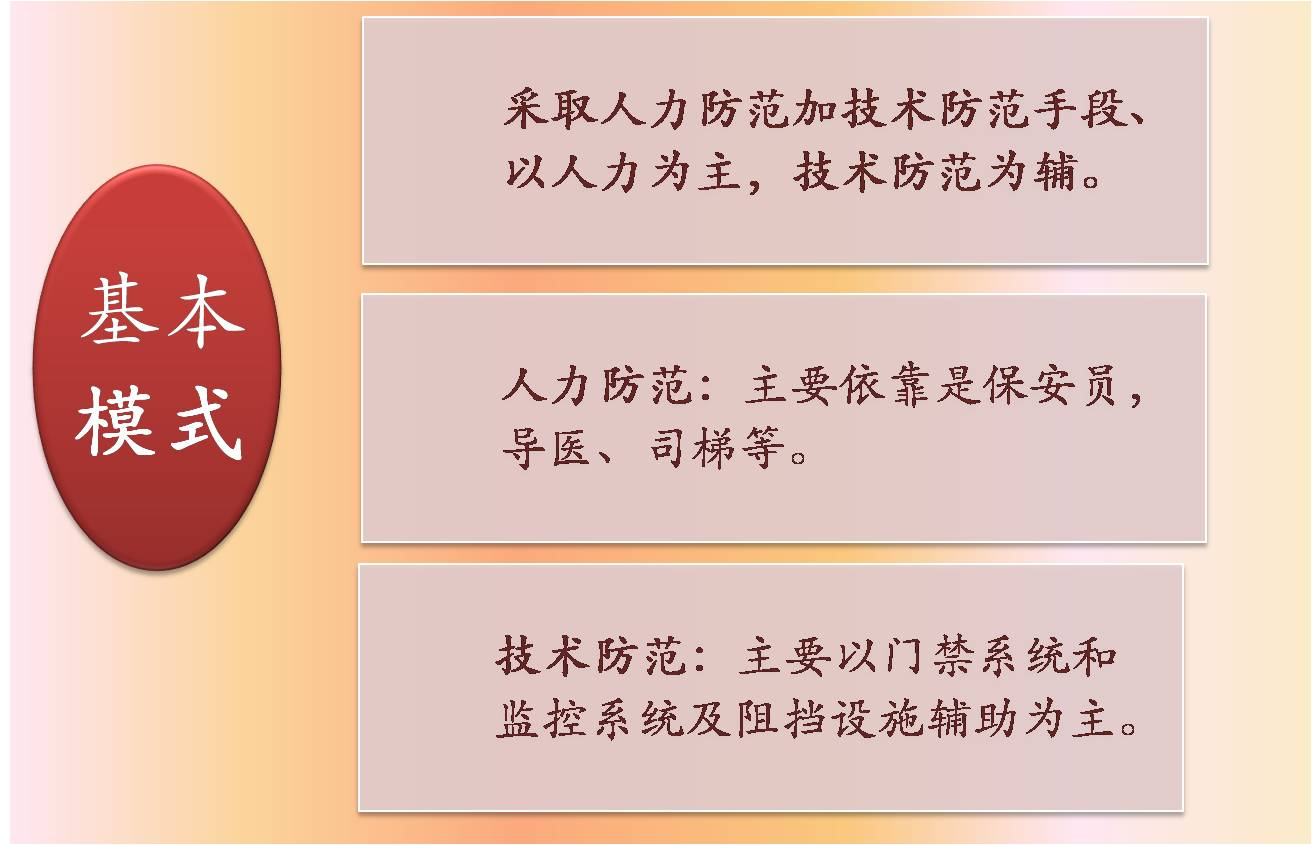 基本
模式
采取人力防范加技术防范手段、
以人力为主，技术防范为辅。
人力防范：主要依靠是保安员，
导医、司梯等。
技术防范：主要以门禁系统和
监控系统及阻挡设施辅助为主。